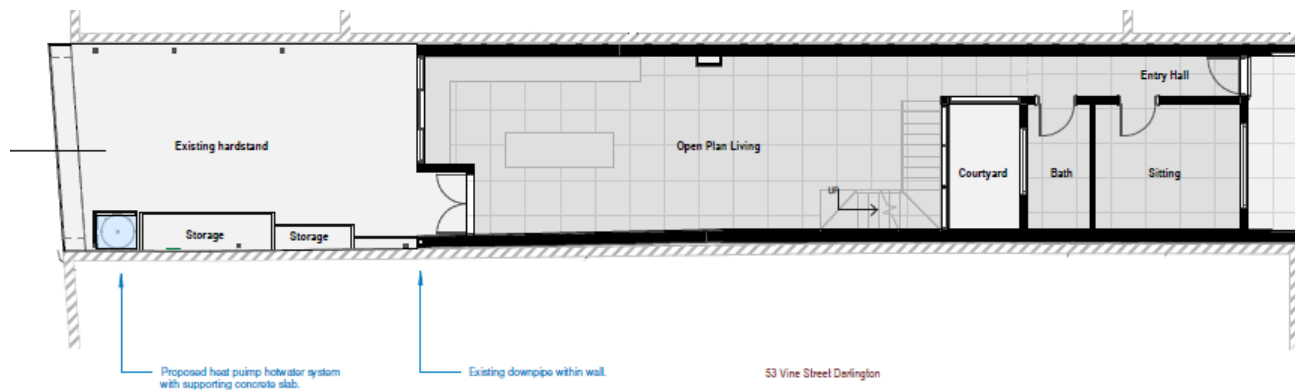 Entry Hall
Existing hardstand
Open Plan Living
Courtyard
Bath
Sitting
UP
Storage
Storage
Proposed heat puimp hotwater system
with supporting concrete slab.
Existing downpipe within wall.
53 Vine Street Darlington